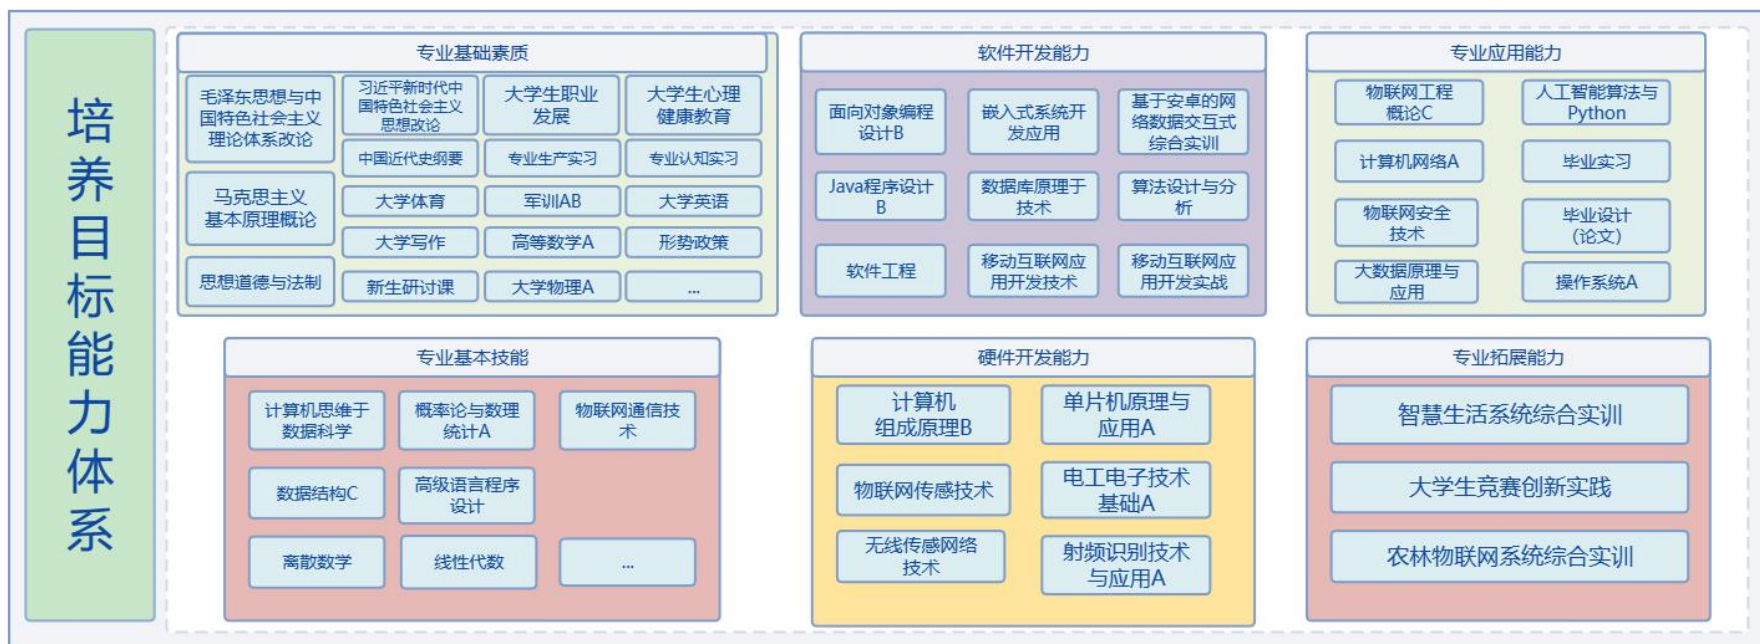 培养目标能力体系
专业基础素质
毛泽东思想与中
国特色社会主义
理论体系改论
马克思主义
基本原理概论
思想道德与法制
习近平新时代中
国特色社会主义
思想改论
大学生职业
发展
大学生心理
健康教育
中国近代史纲要
专业生产实习
专业认知实习
大学体育
军训AB
大学英语
大学写作
高等数学A
形势政策
新生研讨课
大学物理A
...
软件开发能力
面向对象编程
设计B
嵌入式系统开
发应用
基于安卓的网
络数据交互式
综合实训
Java程序设计
B
数据库原理于
技术
算法设计与分
析
软件工程
移动互联网应
用开发技术
移动互联网应
用开发实战
专业应用能力
物联网工程
概论C
人工智能算法与
Python
计算机网络A
毕业实习
物联网安全
技术
毕业设计
（论文）
大数据原理与
应用
操作系统A
专业基本技能
计算机思维于
数据科学
概率论与数理
统计A
物联网通信技
术
数据结构C
高级语言程序
设计
离散数学
线性代数
...
硬件开发能力
计算机
组成原理B
单片机原理与
应用A
物联网传感技术
电工电子技术
基础A
无线传感网络
技术
射频识别技术
与应用A
专业拓展能力
智慧生活系统综合实训
大学生竞赛创新实践
农林物联网系统综合实训